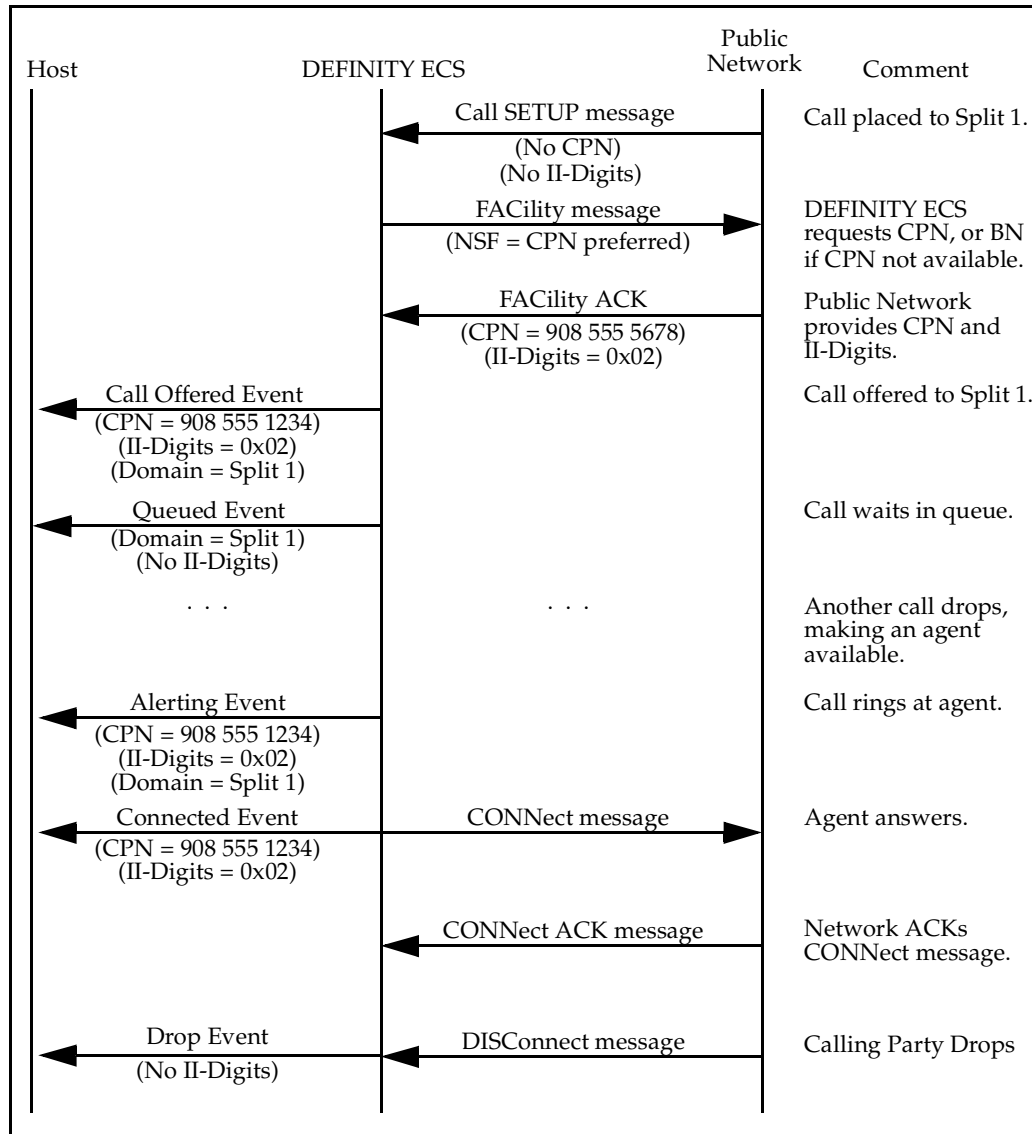 Host
DEFINITY ECS
Public
Network
Comment
Call SETUP message
(No CPN)
(No II-Digits)
Call placed to Split 1.
FACility message
(NSF = CPN preferred)
DEFINITY ECS
requests CPN, or BN
if CPN not available.
FACility ACK
(CPN = 908 555 5678)
(II-Digits = 0x02)
Public Network
provides CPN and
II-Digits.
Call Offered Event
(CPN = 908 555 1234)
(II-Digits = 0x02)
(Domain = Split 1)
Call offered to Split 1.
Queued Event
(Domain = Split 1)
(No II-Digits)
Call waits in queue.
. . .
. . .
Another call drops,
making an agent
available.
Alerting Event
(CPN = 908 555 1234)
(II-Digits = 0x02)
(Domain = Split 1)
Call rings at agent.
Connected Event
(CPN = 908 555 1234)
(II-Digits = 0x02)
CONNect message
Agent answers.
CONNect ACK message
Network ACKs
CONNect message.
Drop Event
(No II-Digits)
DISConnect message
Calling Party Drops